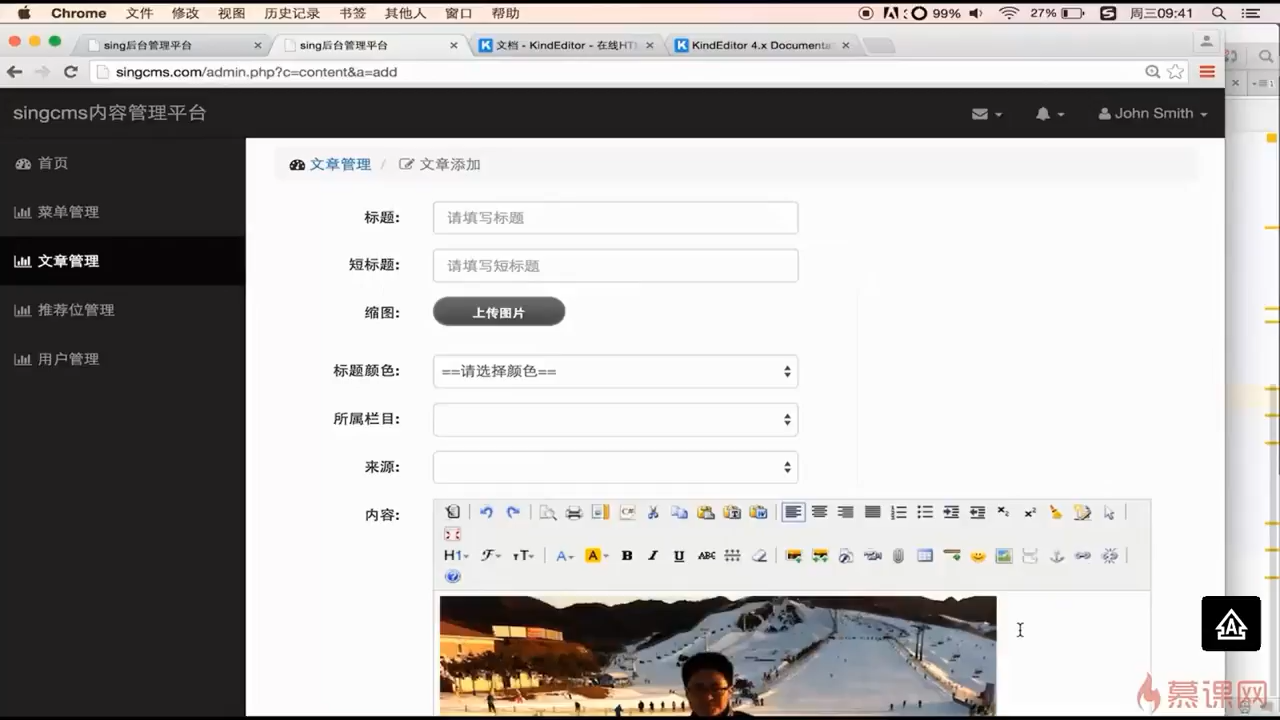 Chrome 文件 修改 视图 历史记录 书签 其他人 窗口 帮助 99% 27% 周三09:41
sing后台管理平台 sing后台管理平台 文档 - KindEditor - 在线HT KindEditor 4.x Documenta
singcms.com/admin.php?c=content&a=add
singcms内容管理平台 John Smith
首页
菜单管理
文章管理
推荐位管理
用户管理
文章管理 / 文章添加
标题: 请填写标题
短标题: 请填写短标题
缩图: 上传图片
标题颜色: ==请选择颜色==
所属栏目:
来源:
内容:
慕课网